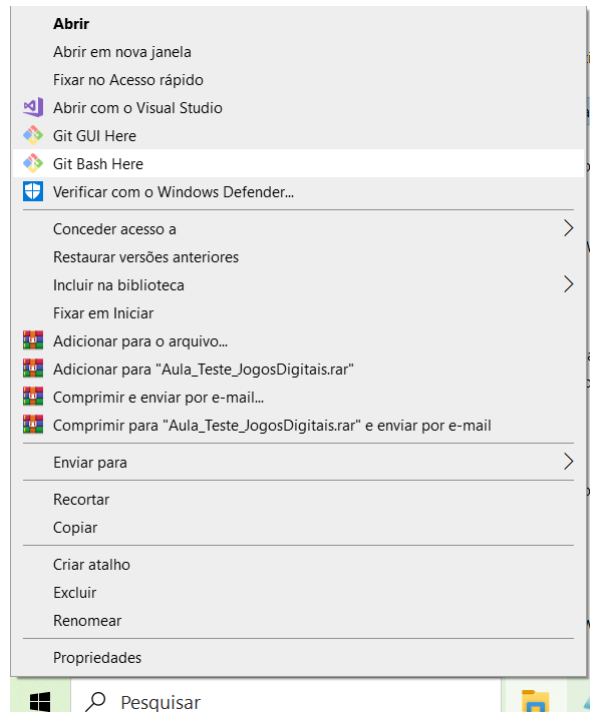 Abrir
Abrir em nova janela
Fixar no Acesso rápido
Abrir com o Visual Studio
Git GUI Here
Git Bash Here
Verificar com o Windows Defender...
Conceder acesso a
Restaurar versões anteriores
Incluir na biblioteca
Fixar em Iniciar
Adicionar para o arquivo...
Adicionar para "Aula_Teste_JogosDigitais.rar"
Comprimir e enviar por e-mail...
Comprimir para "Aula_Teste_JogosDigitais.rar" e enviar por e-mail
Enviar para
Recortar
Copiar
Criar atalho
Excluir
Renomear
Propriedades
Pesquisar